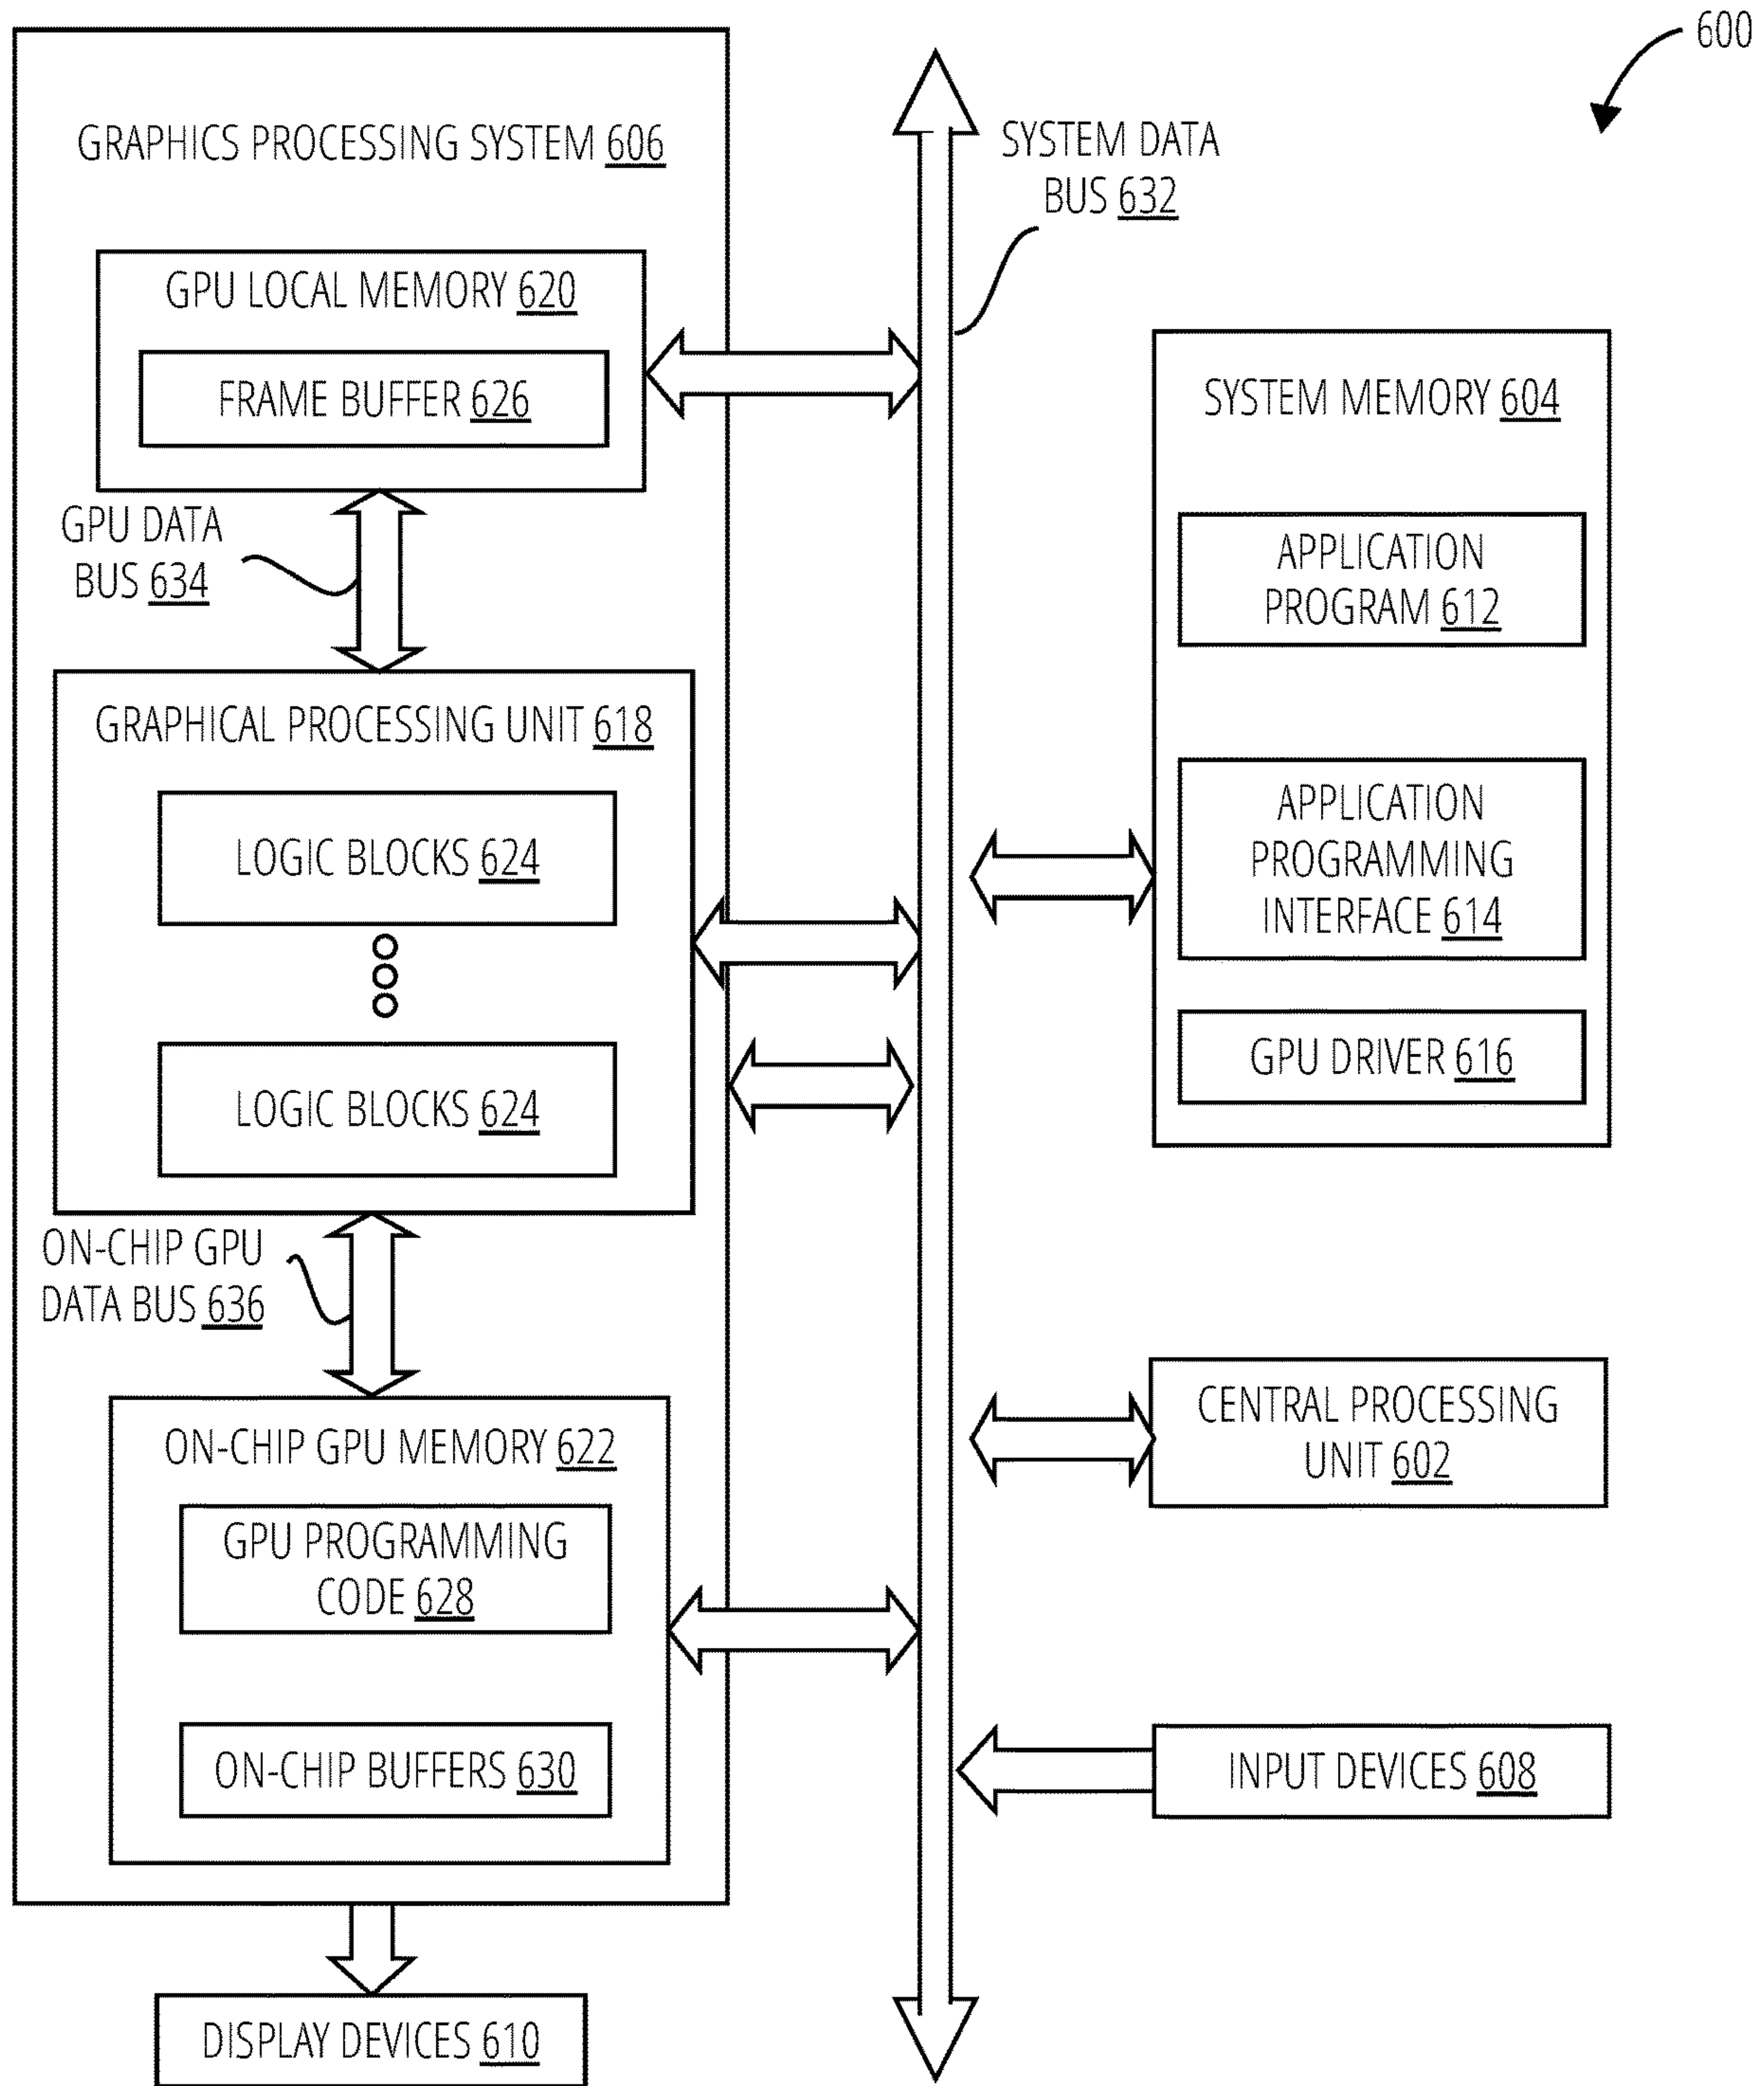 600
GRAPHICS PROCESSING SYSTEM 606
SYSTEM DATA
BUS 632
GPU LOCAL MEMORY 620
FRAME BUFFER 626
GPU DATA
BUS 634
GRAPHICAL PROCESSING UNIT 618
LOGIC BLOCKS 624
LOGIC BLOCKS 624
ON-CHIP GPU
DATA BUS 636
ON-CHIP GPU MEMORY 622
GPU PROGRAMMING
CODE 628
ON-CHIP BUFFERS 630
DISPLAY DEVICES 610
SYSTEM MEMORY 604
APPLICATION
PROGRAM 612
APPLICATION
PROGRAMMING
INTERFACE 614
GPU DRIVER 616
CENTRAL PROCESSING
UNIT 602
INPUT DEVICES 608